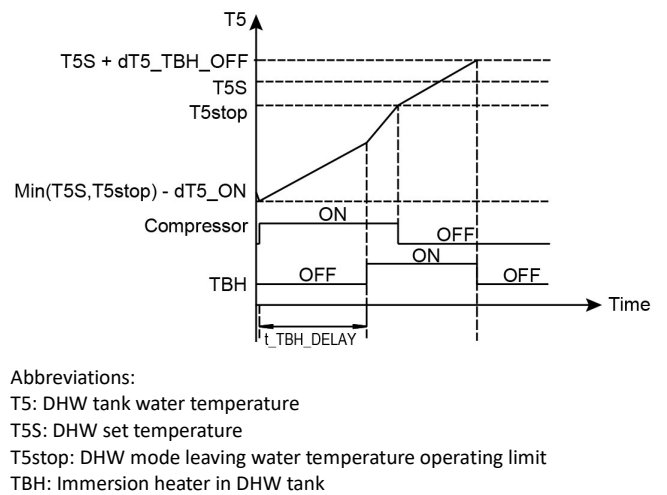 T5
T5S + dT5_TBH_OFF
T5S
T5stop
Min(T5S,T5stop) - dT5_ON
ON
Compressor
OFF
ON
TBH
OFF
OFF
Time
t_TBH_DELAY
Abbreviations:
T5: DHW tank water temperature
T5S: DHW set temperature
T5stop: DHW mode leaving water temperature operating limit
TBH: Immersion heater in DHW tank